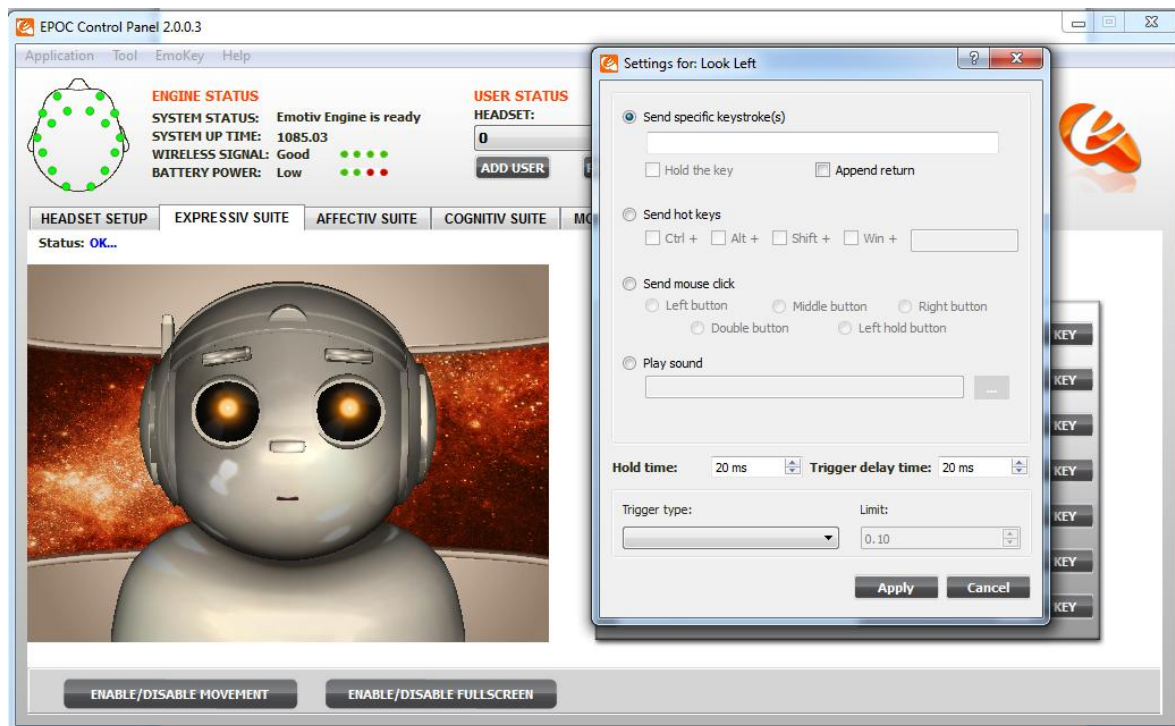 EPOC Control Panel 2.0.0.3
Application Tool EmoKey Help
ENGINE STATUS
SYSTEM STATUS: Emotiv Engine is ready
SYSTEM UP TIME: 1085.03
WIRELESS SIGNAL: Good
BATTERY POWER: Low
USER STATUS
HEADSET:
0
ADD USER
HEADSET SETUP EXPRESSIV SUITE AFFECTIV SUITE COGNITIV SUITE
Status: OK...
Settings for: Look Left
Send specific keystroke(s)
Hold the key Append return
Send hot keys
Ctrl + Alt + Shift + Win +
Send mouse click
Left button Middle button Right button
Double button Left hold button
Play sound
...
Hold time: 20 ms Trigger delay time: 20 ms
Trigger type: Limit:
0.10
Apply Cancel
KEY
KEY
KEY
KEY
KEY
KEY
KEY
ENABLE/DISABLE MOVEMENT ENABLE/DISABLE FULLSCREEN